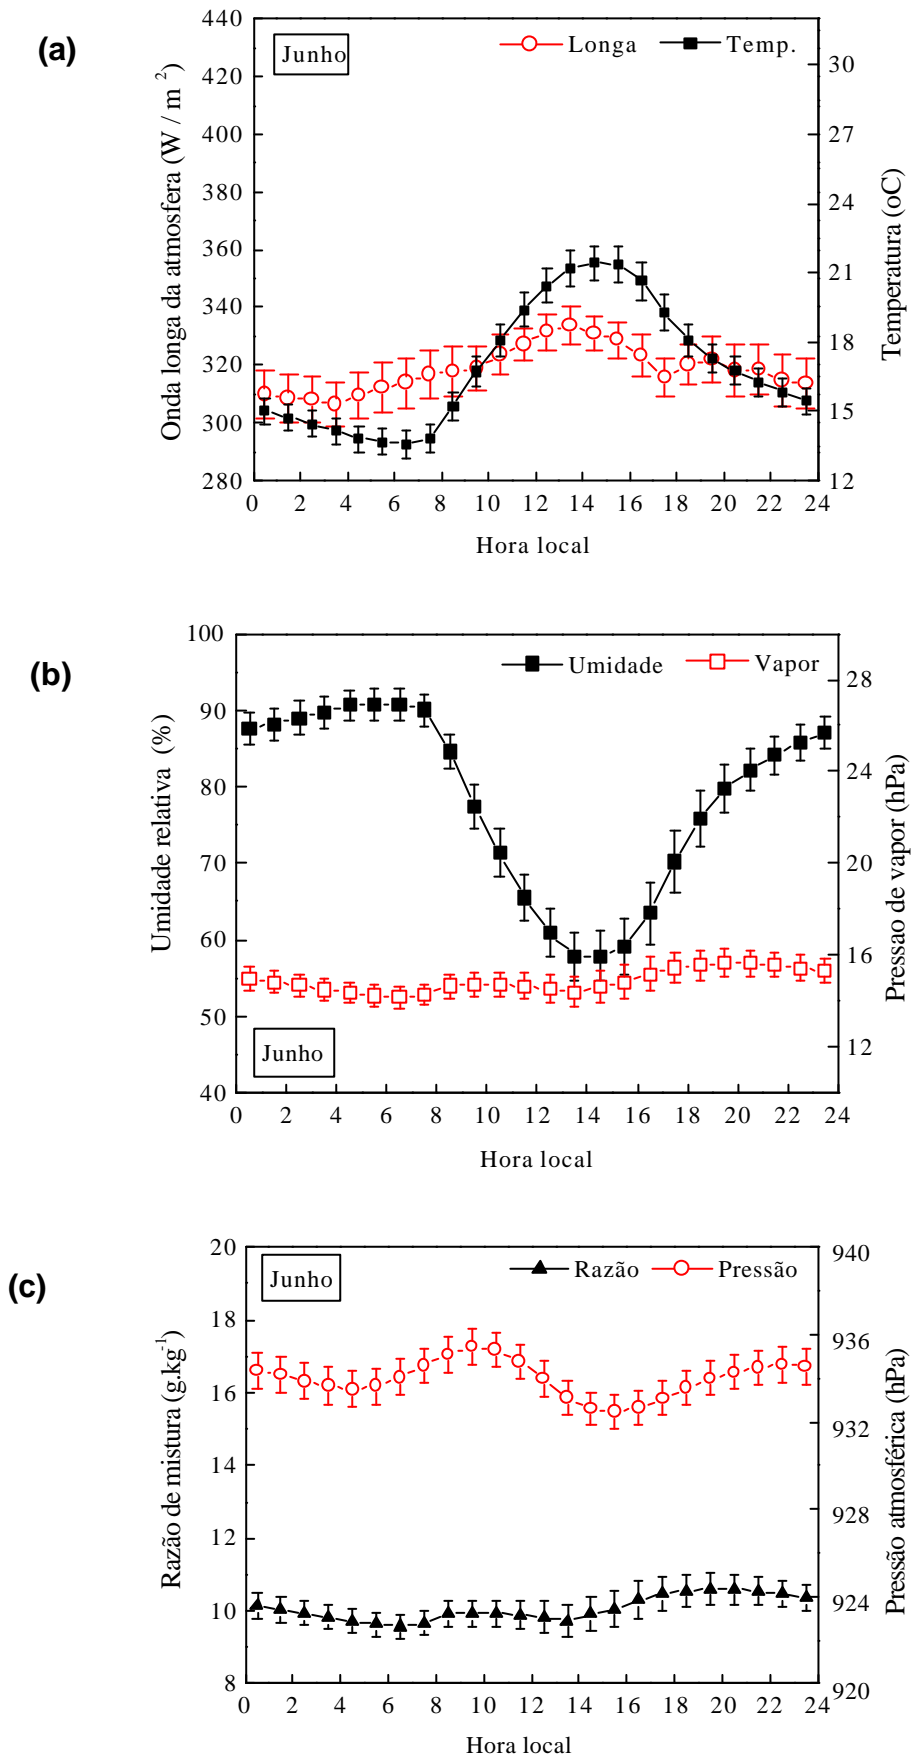 (a)
Junho
Longa
Temp.
Onda longa da atmosfera (W / m 2)
440
420
400
380
360
340
320
300
280
30
27
24
21
18
15
12
Temperatura (oC)
0 2 4 6 8 10 12 14 16 18 20 22 24
Hora local
(b)
Umidade
Vapor
Umidade relativa (%)
100
90
80
70
60
50
40
28
24
20
16
12
Pressao de vapor (hPa)
Junho
0 2 4 6 8 10 12 14 16 18 20 22 24
Hora local
(c)
Junho
Razão
Pressão
Razão de mistura (g.kg-1)
20
18
16
14
12
10
8
940
936
932
928
924
920
Pressão atmosférica (hPa)
0 2 4 6 8 10 12 14 16 18 20 22 24
Hora local